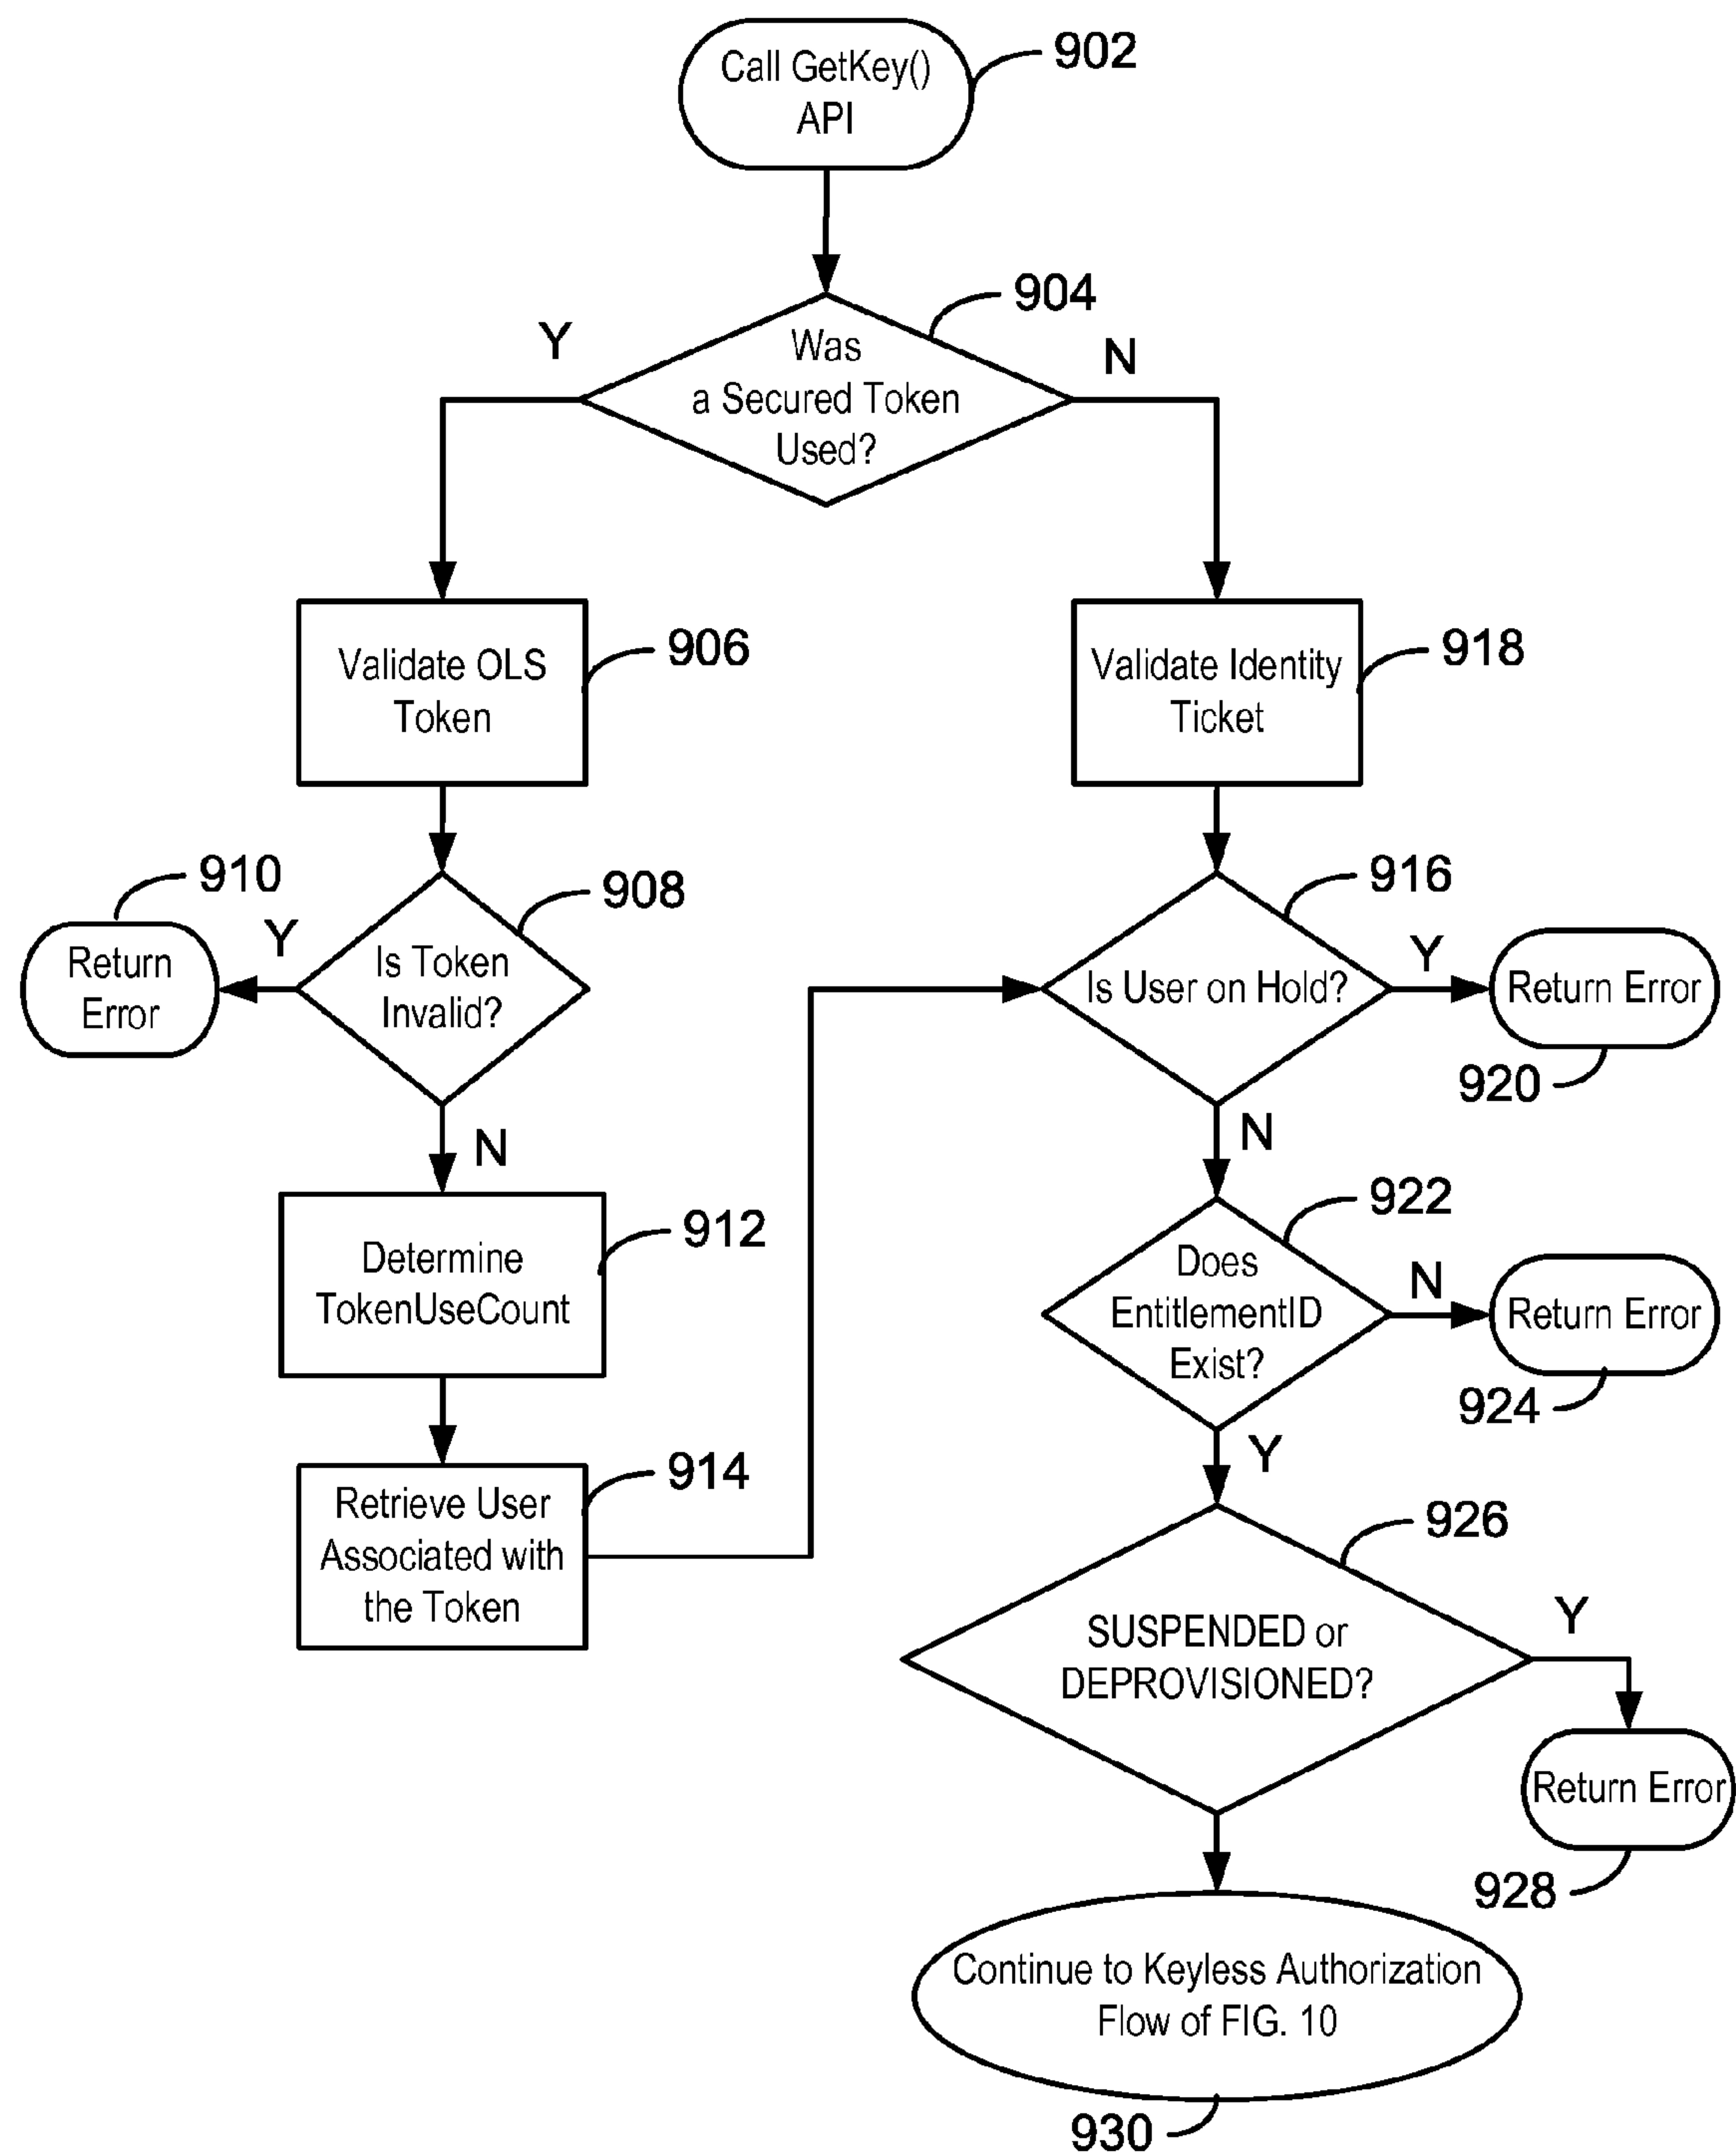 Call GetKey()
API
902
904
Y
N
Was
a Secured Token
Used?
Validate OLS
Token
906
Validate Identity
Ticket
918
910
Return
Error
Y
908
Is Token
Invalid?
N
916
Is User on Hold?
Y
Return Error
920
N
Determine
TokenUseCount
912
922
Does
EntitlementID
Exist?
N
Return Error
924
Y
Retrieve User
Associated with
the Token
914
926
SUSPENDED or
DEPROVISIONED?
Y
Return Error
928
Continue to Keyless Authorization
Flow of FIG. 10
930